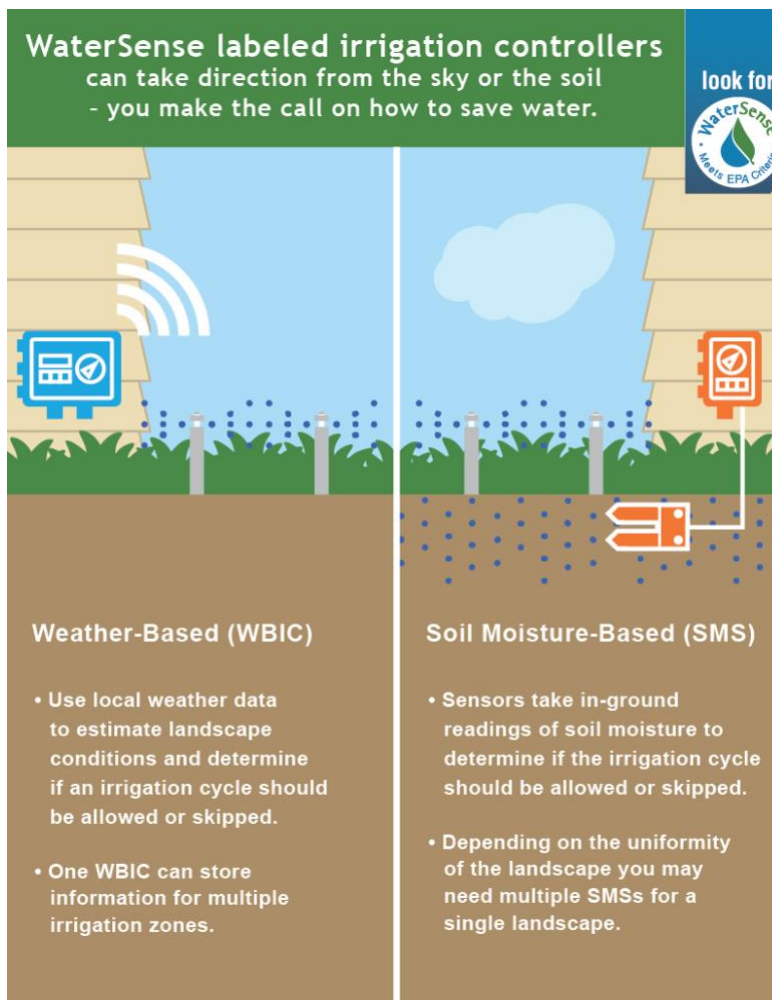 WaterSense labeled irrigation controllers
can take direction from the sky or the soil
- you make the call on how to save water.
look for
WaterSense
Meets EPA Criteria
Weather-Based (WBIC)
• Use local weather data
to estimate landscape
conditions and determine
if an irrigation cycle should
be allowed or skipped.
• One WBIC can store
information for multiple
irrigation zones.
Soil Moisture-Based (SMS)
• Sensors take in-ground
readings of soil moisture to
determine if the irrigation cycle
should be allowed or skipped.
• Depending on the uniformity
of the landscape you may
need multiple SMSs for a
single landscape.